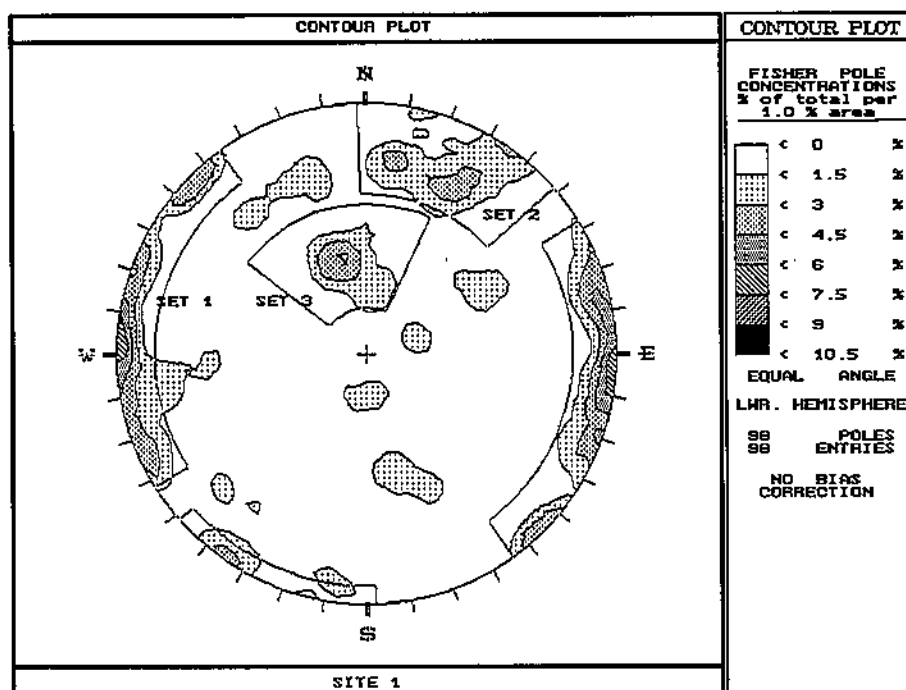 CONTOUR PLOT
N
SET 2
SET 1
SET 3
W
E
S
SITE 1
CONTOUR PLOT
FISHER POLE
CONCENTRATIONS
% of total per
1.0 % area
< 0 %
< 1.5 %
< 3 %
< 4.5 %
< 6 %
< 7.5 %
< 9 %
< 10.5 %
EQUAL ANGLE
LWR. HEMISPHERE
98 POLES
98 ENTRIES
NO BIAS
CORRECTION